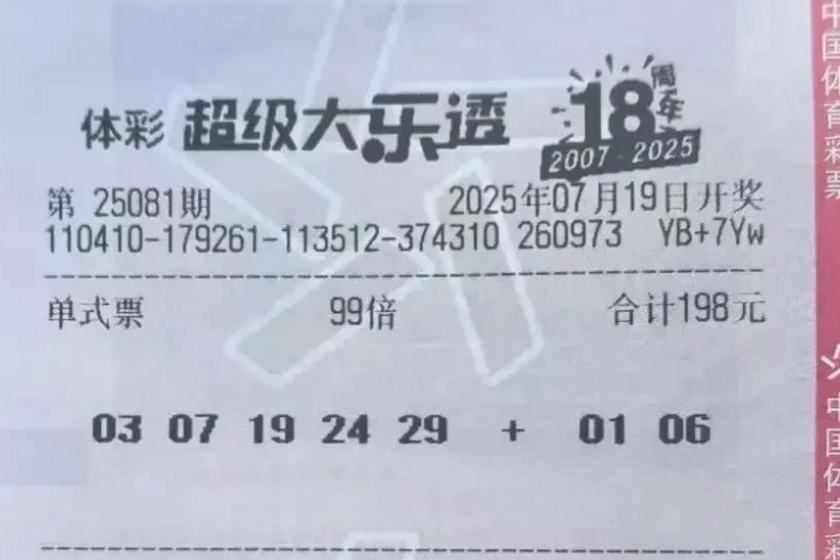 体彩 超级大乐透 18周年
2007-2025
第 25081期 2025年07月19日开奖
110410-179261-113512-374310 260973 YB+7Yw
单式票 99倍 合计198元
03 07 19 24 29 + 01 06
中国体育彩票
中国体育彩